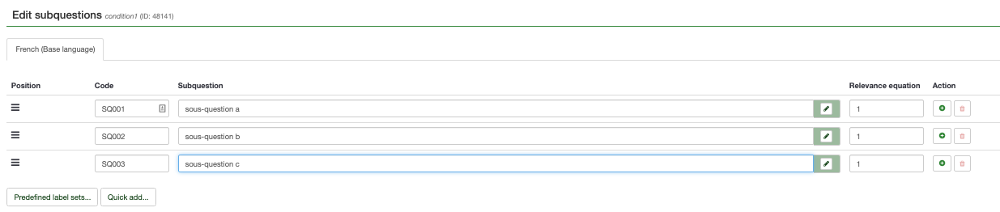 Edit subquestions condition1 (ID: 48141)
French (Base language)
Position Code Subquestion Relevance equation Action
SQ001 sous-question a 1
SQ002 sous-question b 1
SQ003 sous-question c 1
Predefined label sets... Quick add...